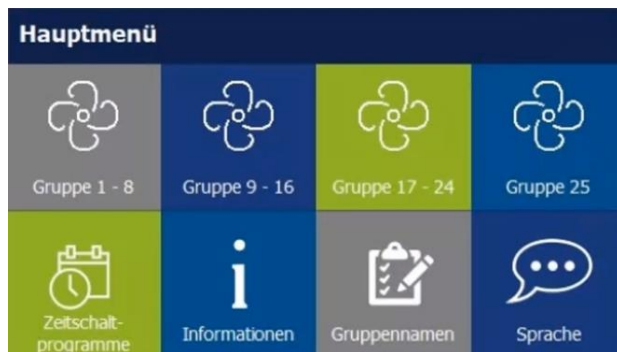 Hauptmenü
Gruppe 1 - 8
Gruppe 9 - 16
Gruppe 17 - 24
Gruppe 25
Zeitschalt-
programme
Informationen
Gruppennamen
Sprache